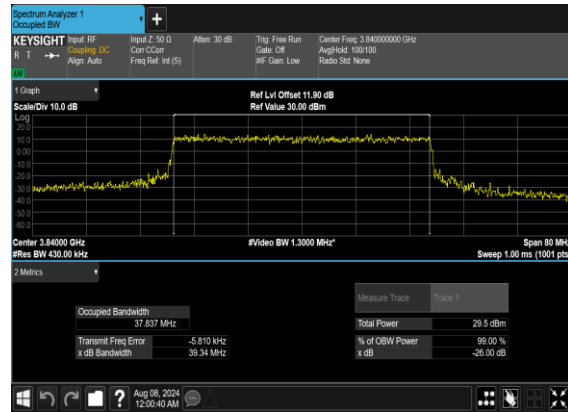 Spectrum Analyzer 1
Occupied BW
+
KEYSIGHT Input: RF Input Z: 50 Ω Atten: 30 dB Trig: Free Run Center Freq: 3.840000000 GHz
R T Coupling: DC Corr CCorr Gate: Off Avg|Hold: 100/100
Align: Auto Freq Ref: Int (S) #IF Gain: Low Radio Std: None
1 Graph
Ref Lvl Offset 11.90 dB
Scale/Div 10.0 dB Ref Value 30.00 dBm
Log
20.0
10.0
0.00
-10.0
-20.0
-30.0
-40.0
-50.0
-60.0
Center 3.84000 GHz #Video BW 1.3000 MHz* Span 80 MHz
#Res BW 430.00 kHz Sweep 1.00 ms (1001 pts
2 Metrics
Measure Trace Trace 1
Occupied Bandwidth
37.837 MHz Total Power 29.5 dBm
Transmit Freq Error -5.810 kHz % of OBW Power 99.00 %
x dB Bandwidth 39.34 MHz x dB -26.00 dB
? Aug 08, 2024
12:00:40 AM